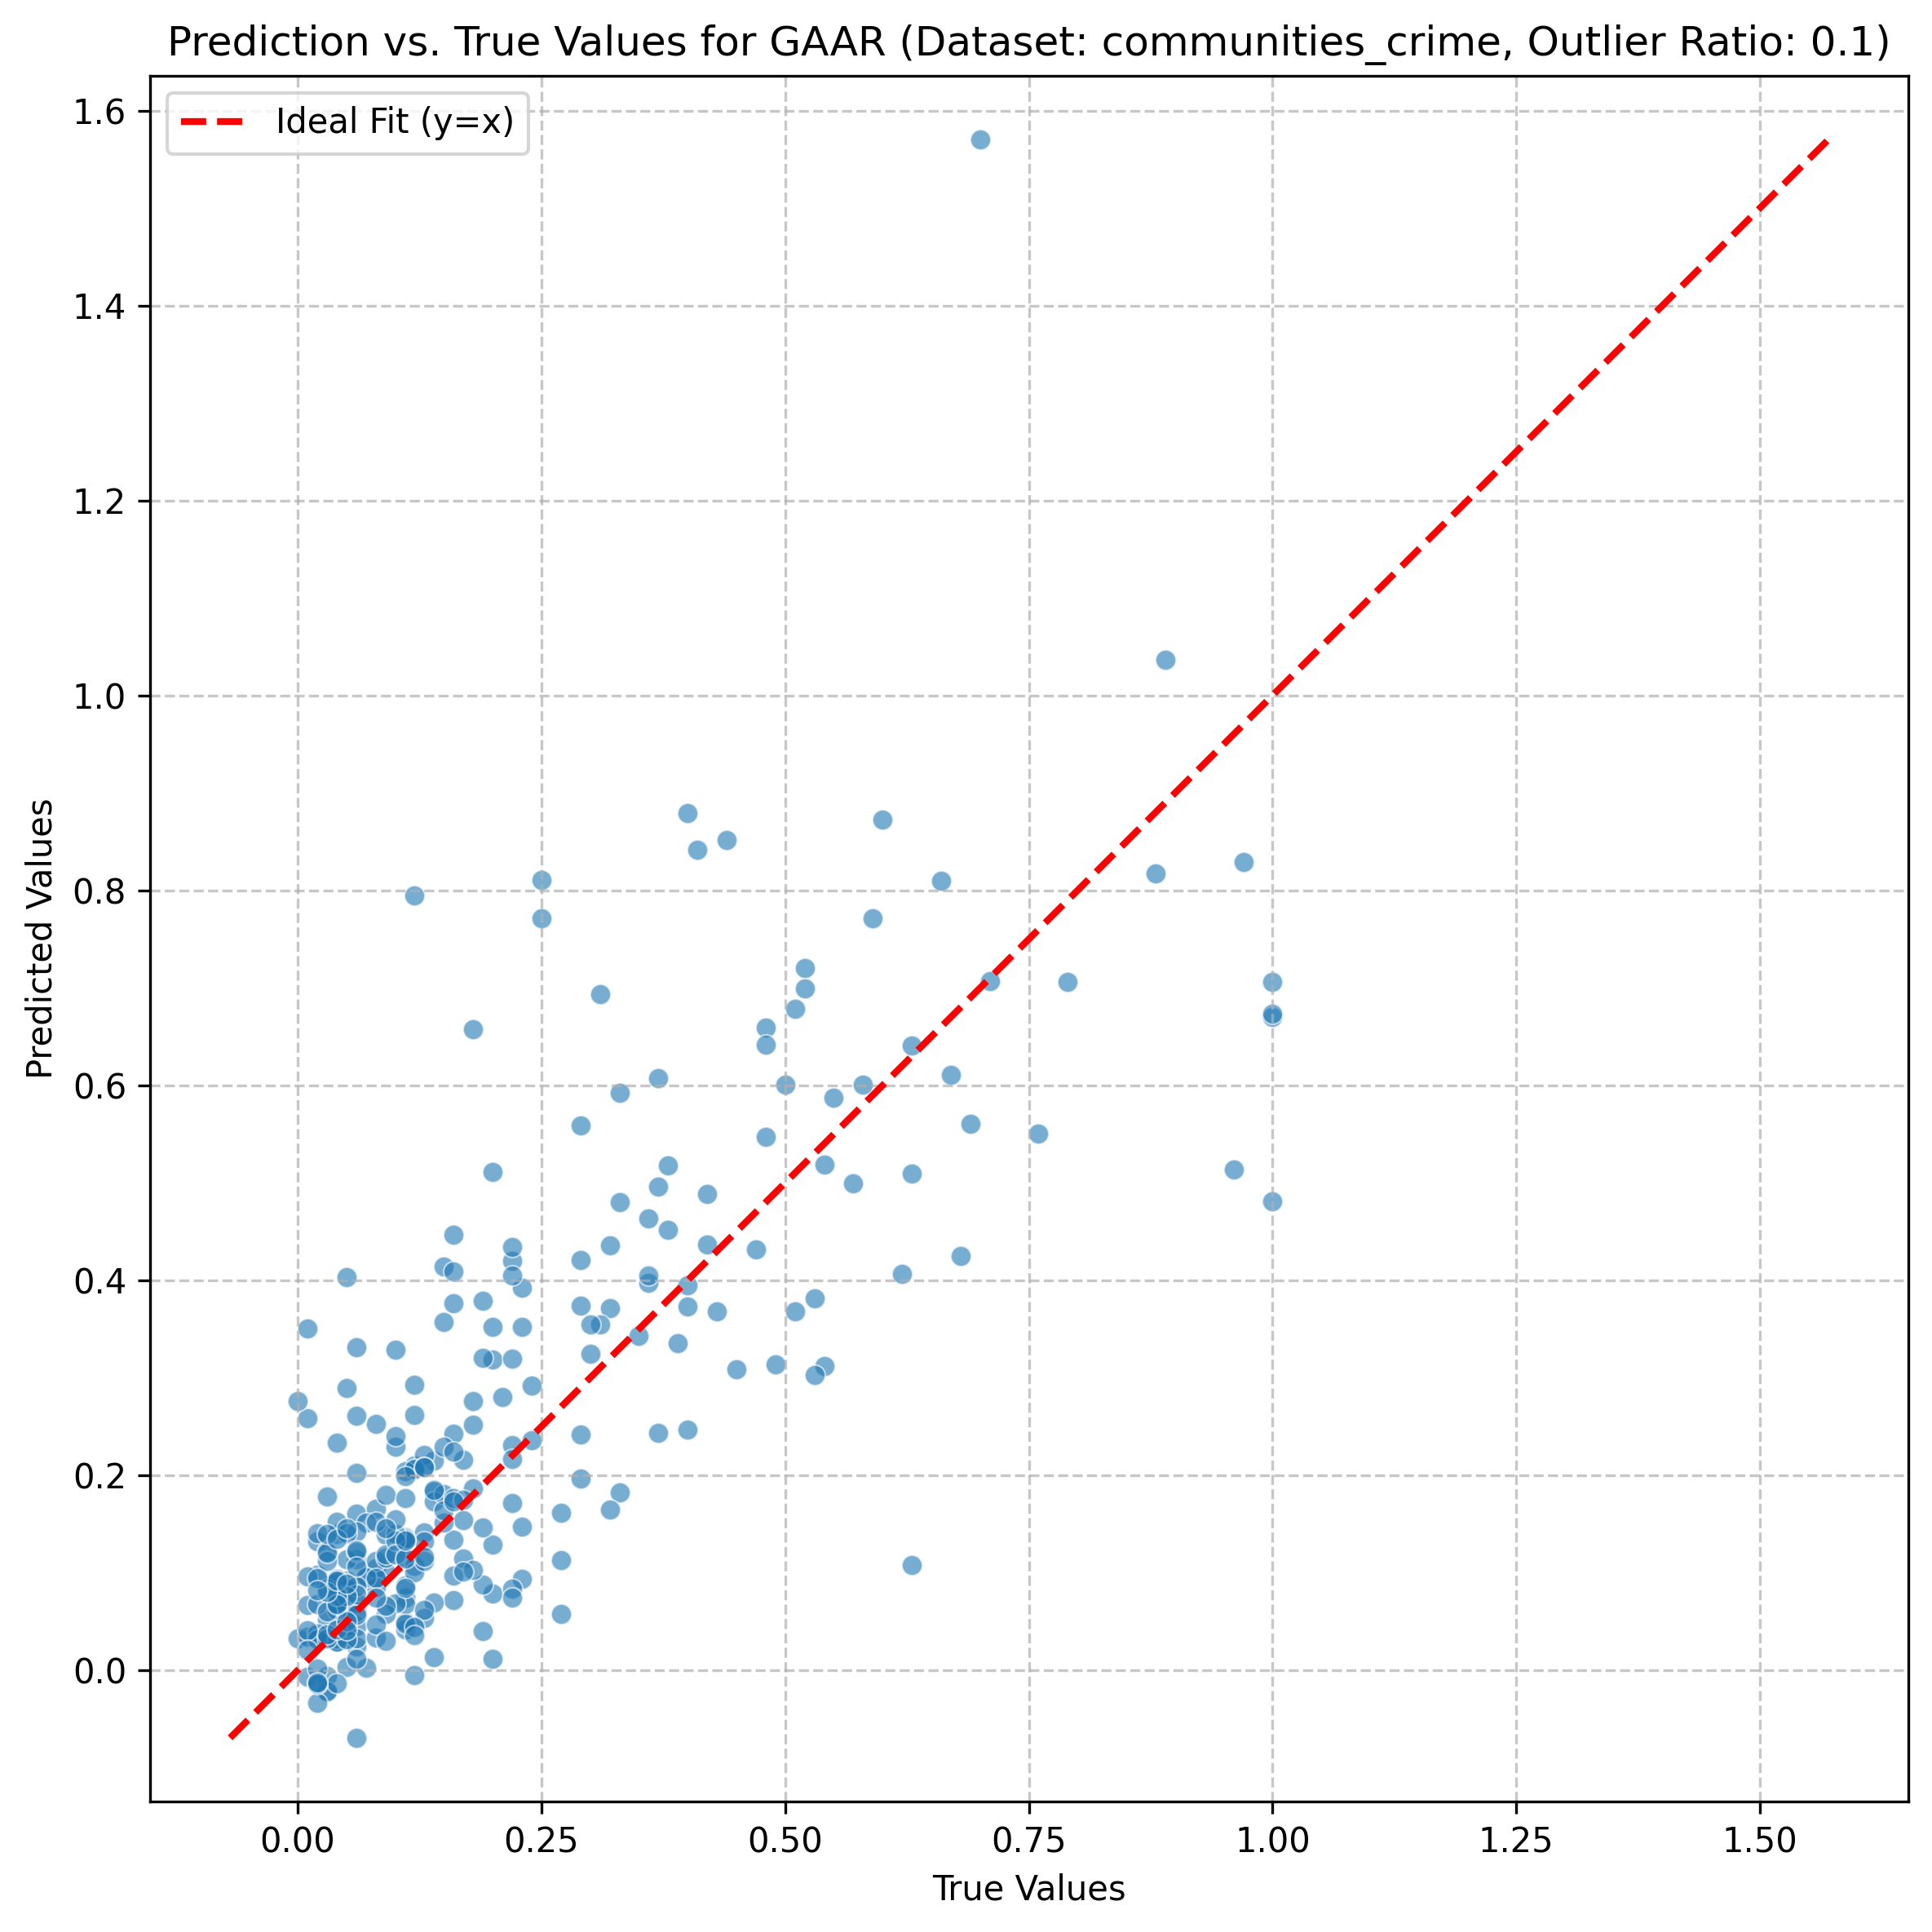 Prediction vs. True Values for GAAR (Dataset: communities_crime, Outlier Ratio: 0.1)
Ideal Fit (y=x)
1.6
1.4
1.2
1.0
0.8
0.6
0.4
0.2
0.0
Predicted Values
0.00 0.25 0.50 0.75 1.00 1.25 1.50
True Values